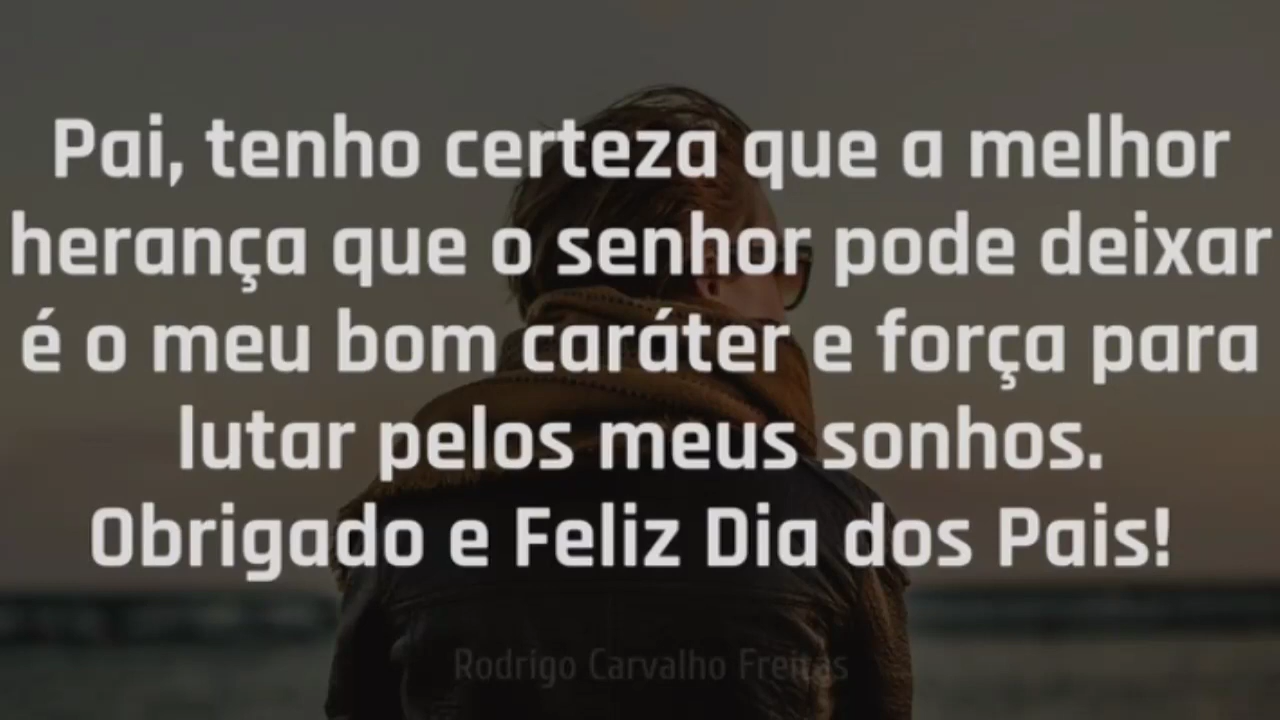 Pai, tenho certeza que a melhor
herança que o senhor pode deixar
é o meu bom caráter e força para
lutar pelos meus sonhos.
Obrigado e Feliz Dia dos Pais!
Rodrigo Carvalho Freitas